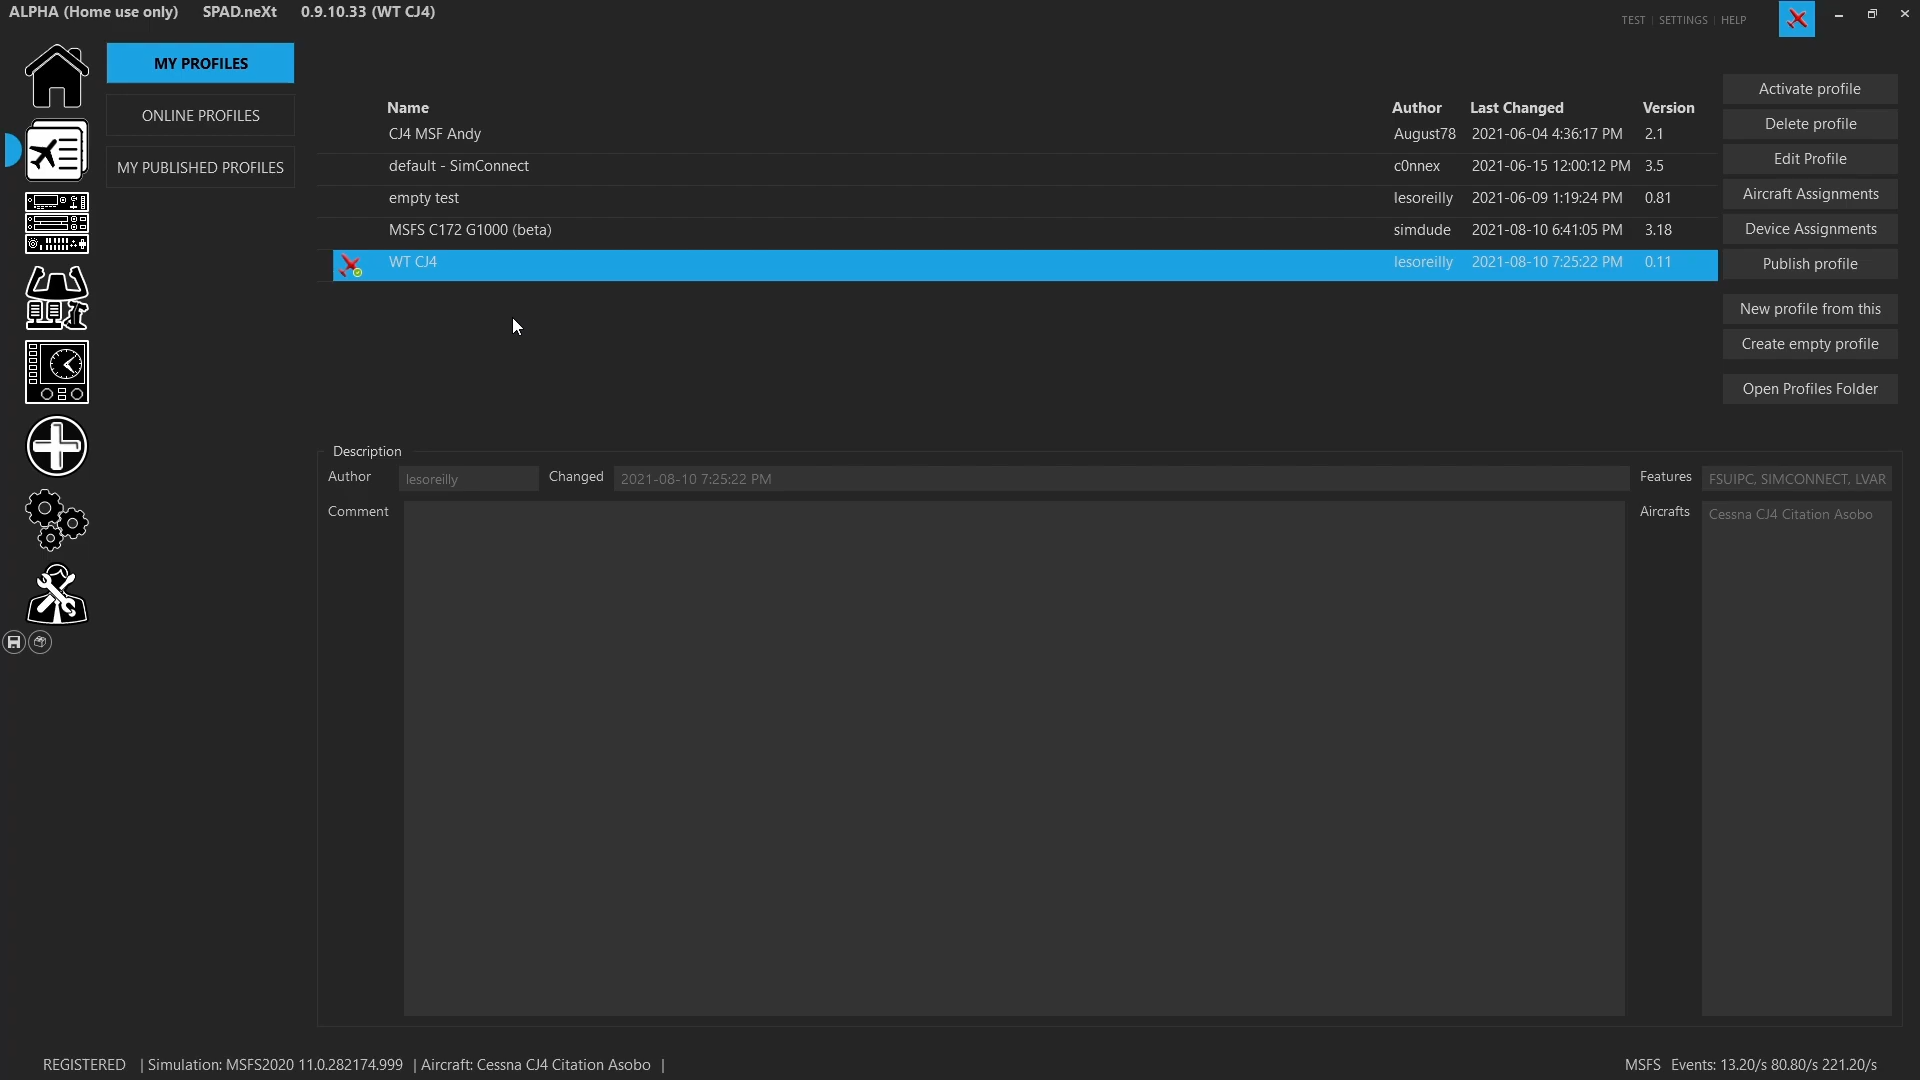 ALPHA (Home use only) SPAD.neXt 0.9.10.33 (WT CJ4)
TEST | SETTINGS | HELP
MY PROFILES
ONLINE PROFILES
MY PUBLISHED PROFILES
Name Author Last Changed Version
CJ4 MSF Andy August78 2021-06-04 4:36:17 PM 2.1
default - SimConnect c0nnex 2021-06-15 12:00:12 PM 3.5
empty test lesoreilly 2021-06-09 1:19:24 PM 0.81
MSFS C172 G1000 (beta) simdude 2021-08-10 6:41:05 PM 3.18
WT CJ4 lesoreilly 2021-08-10 7:25:22 PM 0.11
Activate profile
Delete profile
Edit Profile
Aircraft Assignments
Device Assignments
Publish profile
New profile from this
Create empty profile
Open Profiles Folder
Description
Author lesoreilly Changed 2021-08-10 7:25:22 PM Features FSUIPC, SIMCONNECT, LVAR
Comment Aircrafts Cessna CJ4 Citation Asobo
REGISTERED | Simulation: MSFS2020 11.0.282174.999 | Aircraft: Cessna CJ4 Citation Asobo |
MSFS Events: 13.20/s 80.80/s 221.20/s